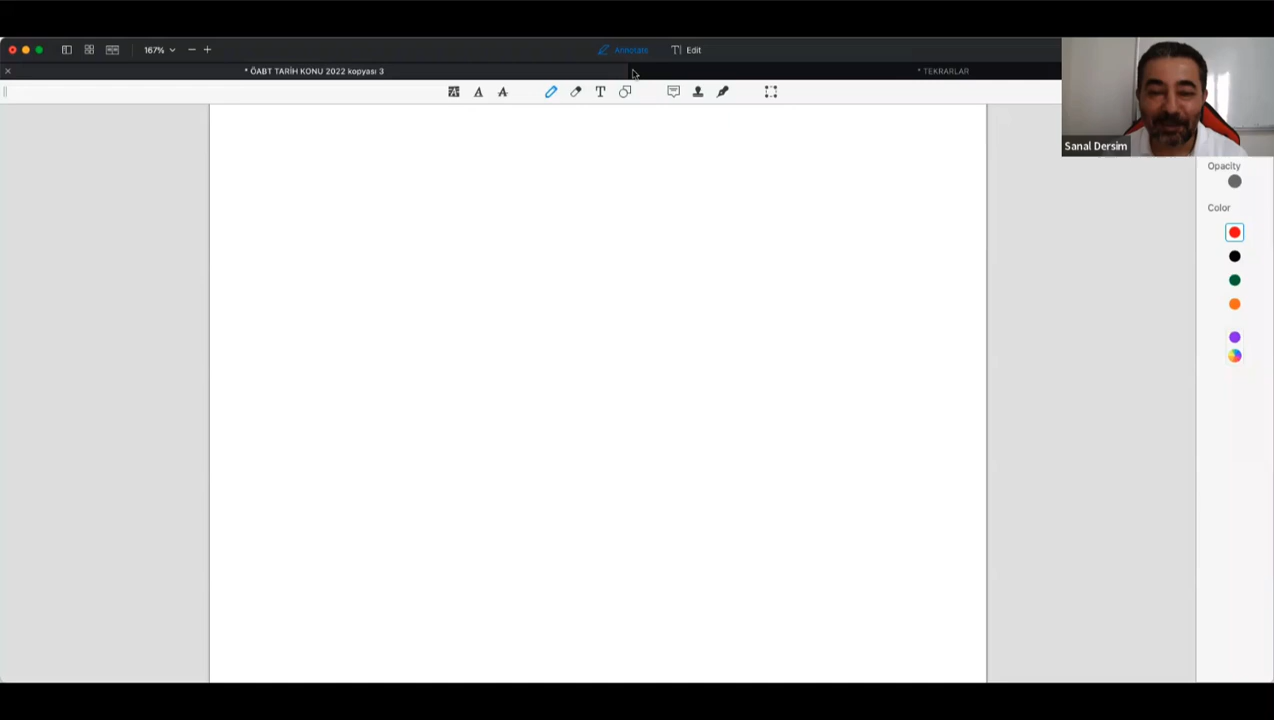 167% Annotate T Edit
* ÖABT TARİH KONU 2022 kopyası 3 * TEKRARLAR
A A A T
Sanal Dersim
Opacity
Color